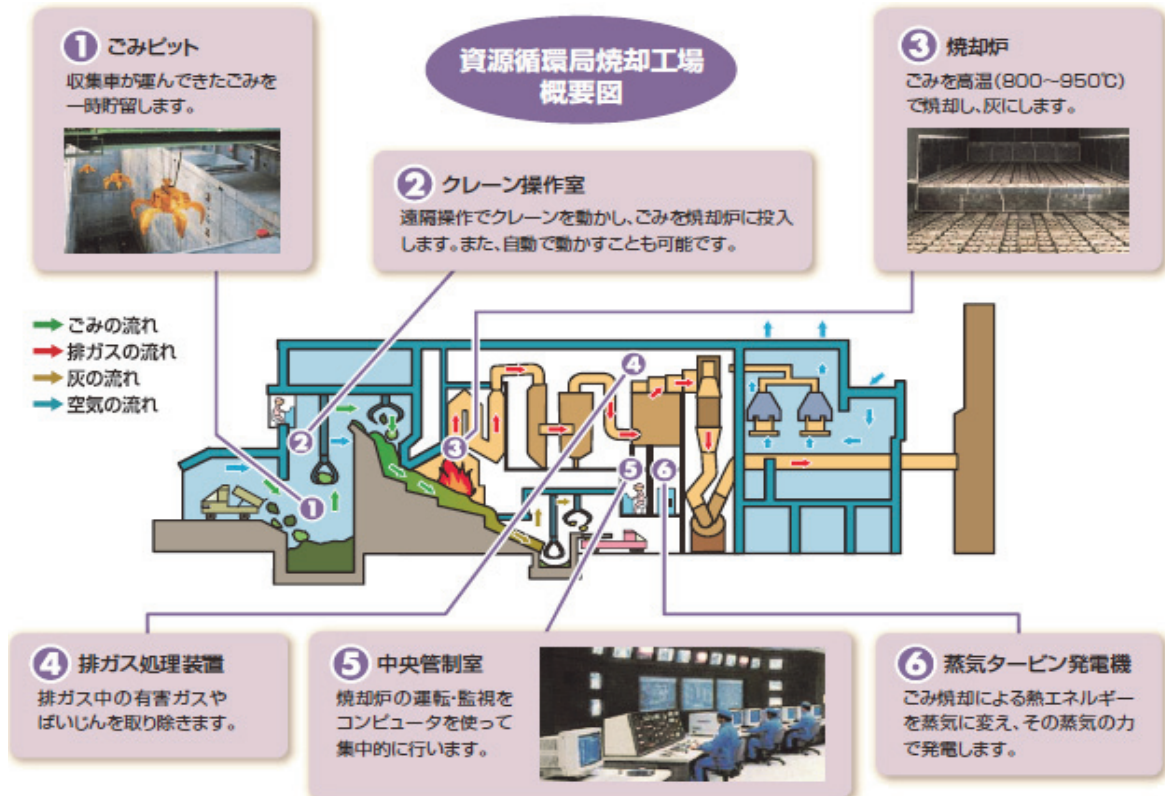 ① ごみピット
収集車が運んできたごみを
一時貯留します。
資源循環局焼却工場
概要図
③ 焼却炉
ごみを高温(800～950℃)
で焼却し、灰にします。
② クレーン操作室
遠隔操作でクレーンを動かし、ごみを焼却炉に投入
します。また、自動で動かすことも可能です。
ごみの流れ
排ガスの流れ
灰の流れ
空気の流れ
①
②
③
④
⑤
⑥
④ 排ガス処理装置
排ガス中の有害ガスや
ばいじんを取り除きます。
⑤ 中央管制室
焼却炉の運転・監視を
コンピュータを使って
集中的に行います。
⑥ 蒸気タービン発電機
ごみ焼却による熱エネルギー
を蒸気に変え、その蒸気の力
で発電します。